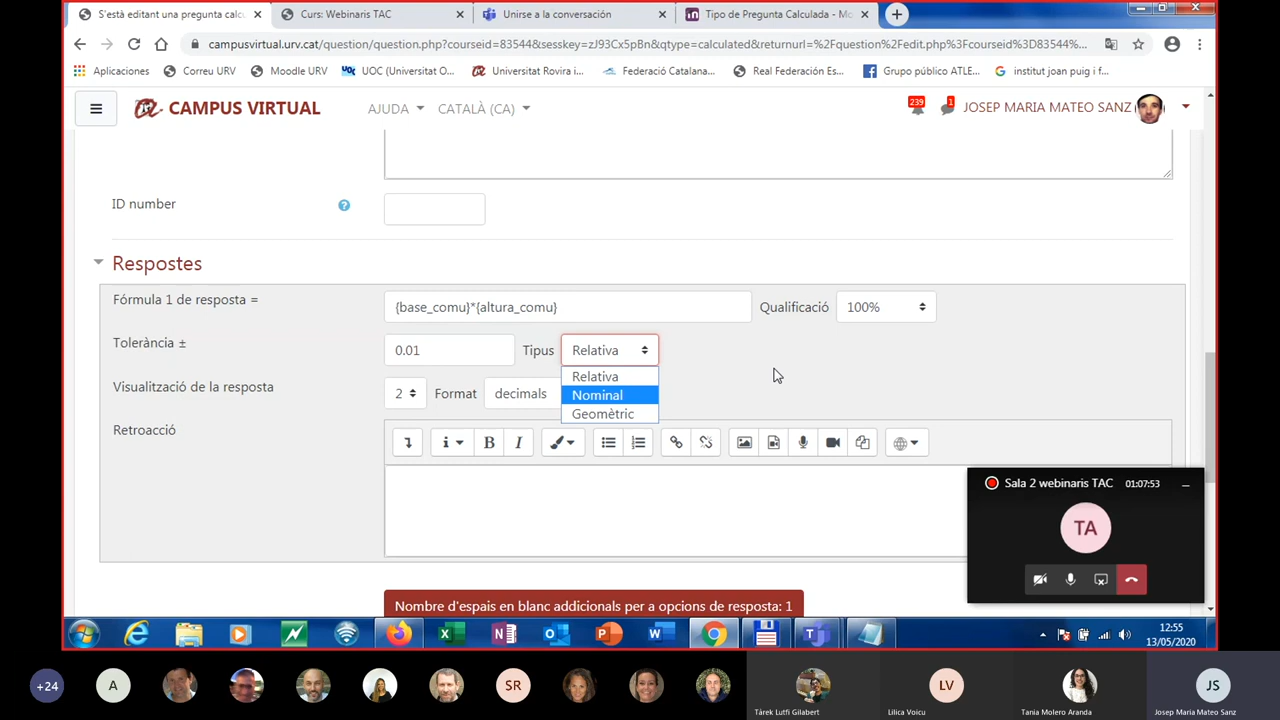 S'està editant una pregunta calcu
Curs: Webinaris TAC
Unirse a la conversación
Tipo de Pregunta Calculada - Mo
campusvirtual.urv.cat/question/question.php?courseid=83544&sesskey=zJ93Cx5pBn&qtype=calculated&returnurl=%2Fquestion%2Fedit.php%3Fcourseid%3D83544%...
Aplicaciones
Correu URV
Moodle URV
UOC (Universitat O...
Universitat Rovira i...
Federació Catalana...
Real Federación Es...
Grupo público ATLE...
institut joan puig i f...
CAMPUS VIRTUAL
AJUDA
CATALÀ (CA)
239
1
JOSEP MARIA MATEO SANZ
ID number
Respostes
Fórmula 1 de resposta =
{base_comu}*{altura_comu}
Qualificació
100%
Tolerància ±
0.01
Tipus
Relativa
Relativa
Nominal
Geomètric
Visualització de la resposta
2
Format
decimals
Retroacció
Sala 2 webinaris TAC
01:07:53
TA
Nombre d'espais en blanc addicionals per a opcions de resposta: 1
12:55
13/05/2020
+24
A
SR
Tàrek Lutfi Gilabert
LV
Lilica Voicu
Tania Molero Aranda
JS
Josep Maria Mateo Sanz